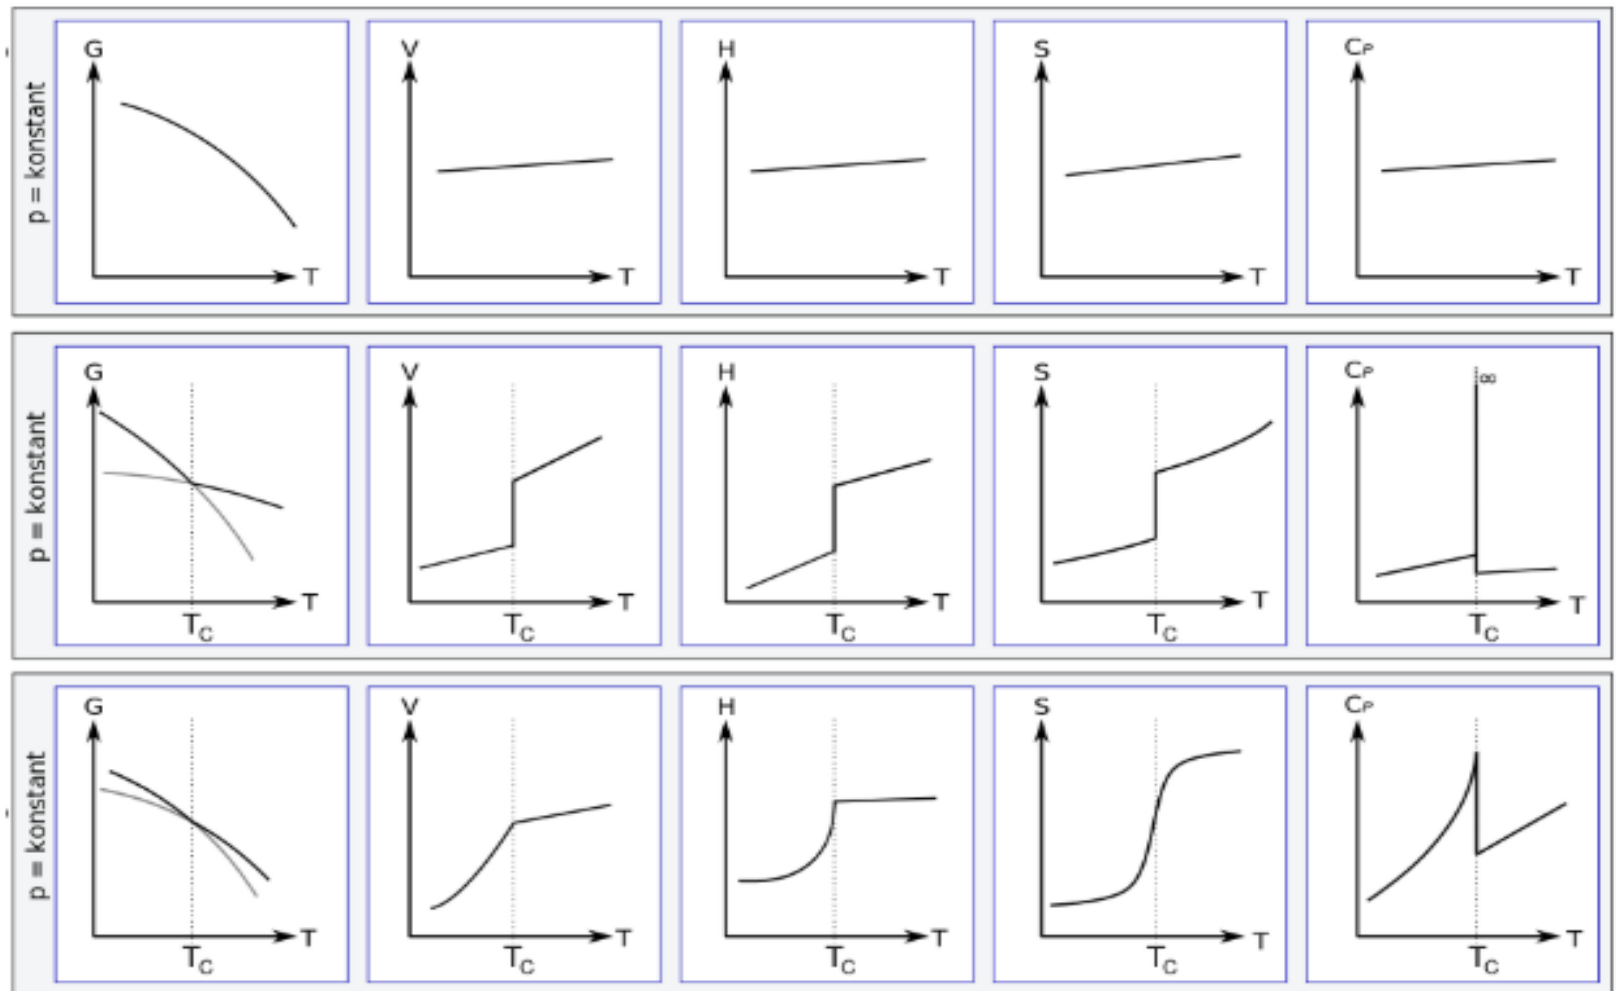 p = konstant
G
T
V
T
H
T
S
T
CP
T
p = konstant
G
T
TC
V
T
TC
H
T
TC
S
T
TC
CP
∞
T
TC
p = konstant
G
T
TC
V
T
TC
H
T
TC
S
T
TC
CP
T
TC